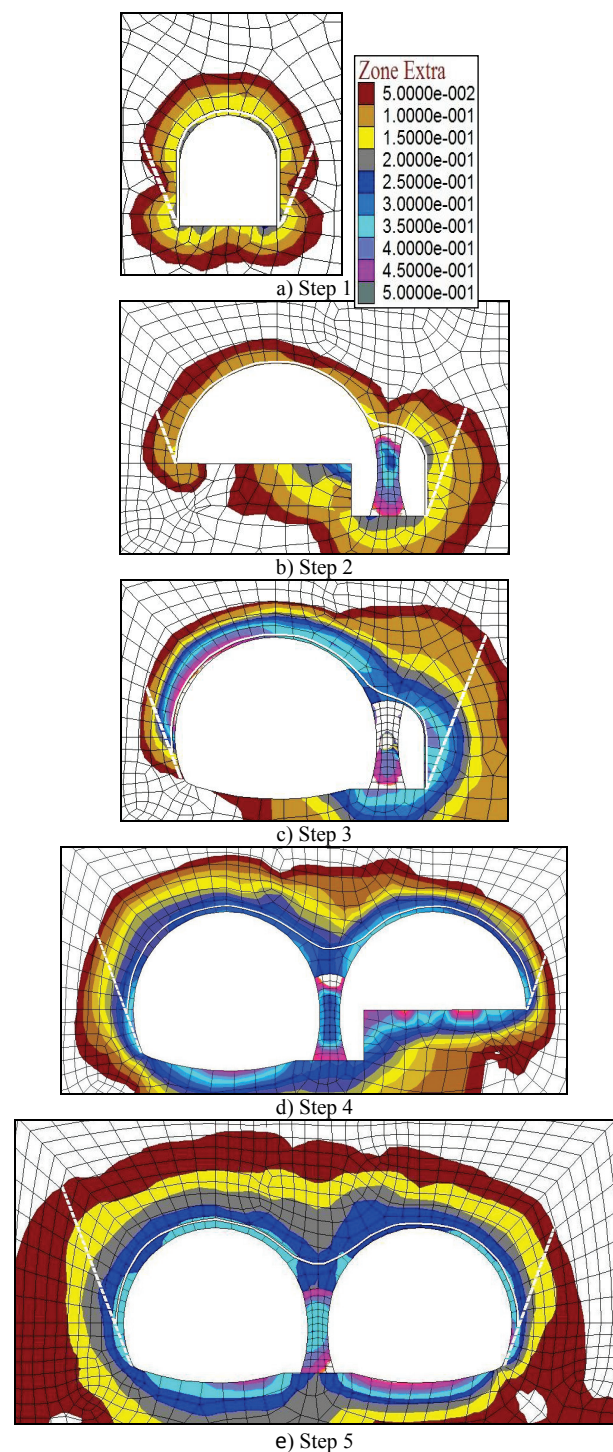 Zone Extra
5.0000e-002
1.0000e-001
1.5000e-001
2.0000e-001
2.5000e-001
3.0000e-001
3.5000e-001
4.0000e-001
4.5000e-001
5.0000e-001
a) Step 1
b) Step 2
c) Step 3
d) Step 4
e) Step 5